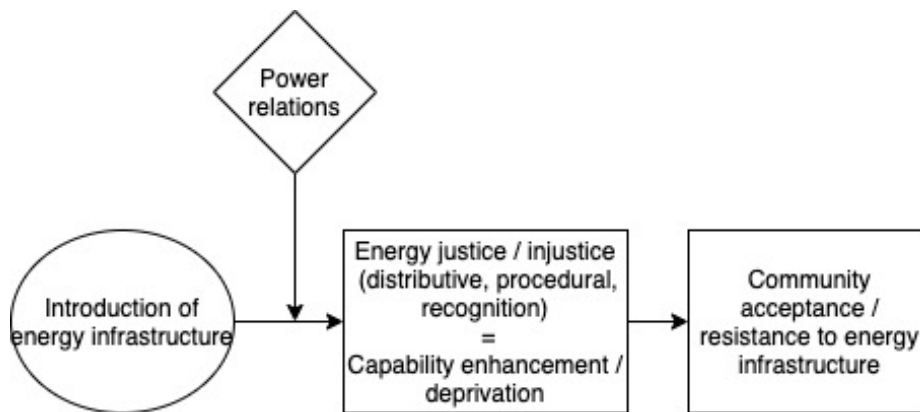 Power
relations
Introduction of
energy infrastructure
Energy justice / injustice
(distributive, procedural,
recognition)
=
Capability enhancement /
deprivation
Community
acceptance /
resistance to energy
infrastructure